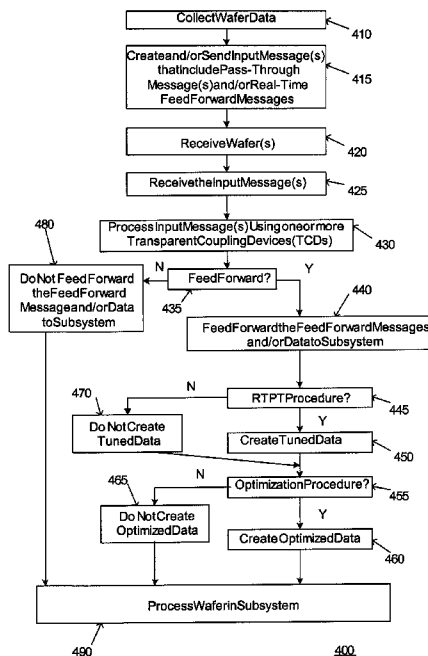 CollectWaferData
410
Createand/orSendInputMessage(s)
thatIncludePass-Through
Message(s)and/orReal-Time
FeedForwardMessages
415
ReceiveWafer(s)
420
ReceivetheInputMessage(s)
425
480
ProcessInputMessage(s)Usingoneormore
TransparentCouplingDevices(TCDs)
430
N
FeedForward?
Y
435
DoNotFeedForward
theFeedForward
Messageand/orData
toSubsystem
440
FeedForwardtheFeedForwardMessages
and/orDatatoSubsystem
470
N
RTPTProcedure?
445
Y
DoNotCreate
TunedData
CreateTunedData
450
465
N
OptimizationProcedure?
455
DoNotCreate
OptimizedData
Y
CreateOptimizedData
460
ProcessWaferinSubsystem
490
400